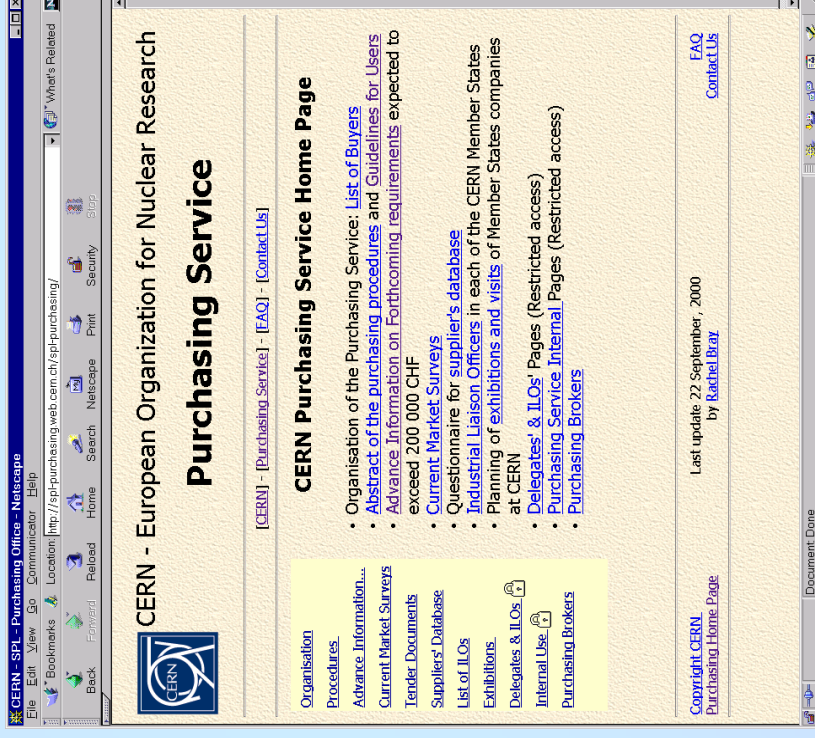 CERN - SPL - Purchasing Office - Netscape
File Edit View Go Communicator Help
Bookmarks Location: http://spl-purchasing.web.cern.ch/spl-purchasing/ What's Related
Back Forward Reload Home Search Netscape Print Security Stop
CERN
CERN - European Organization for Nuclear Research
Purchasing Service
[CERN] - [Purchasing Service] - [FAQ] - [Contact Us]
Organisation
Procedures
Advance Information...
Current Market Surveys
Tender Documents
Suppliers' Database
List of ILOs
Exhibitions
Delegates & ILOs
Internal Use
Purchasing Brokers
CERN Purchasing Service Home Page
• Organisation of the Purchasing Service: List of Buyers
• Abstract of the purchasing procedures and Guidelines for Users
• Advance Information on Forthcoming requirements expected to
exceed 200 000 CHF
• Current Market Surveys
• Questionnaire for supplier's database
• Industrial Liaison Officers in each of the CERN Member States
• Planning of exhibitions and visits of Member States companies
at CERN
• Delegates' & ILOs' Pages (Restricted access)
• Purchasing Service Internal Pages (Restricted access)
• Purchasing Brokers
Copyright CERN
Purchasing Home Page
Last update 22 September, 2000
by Rachel Bray
FAQ
Contact Us
Document Done